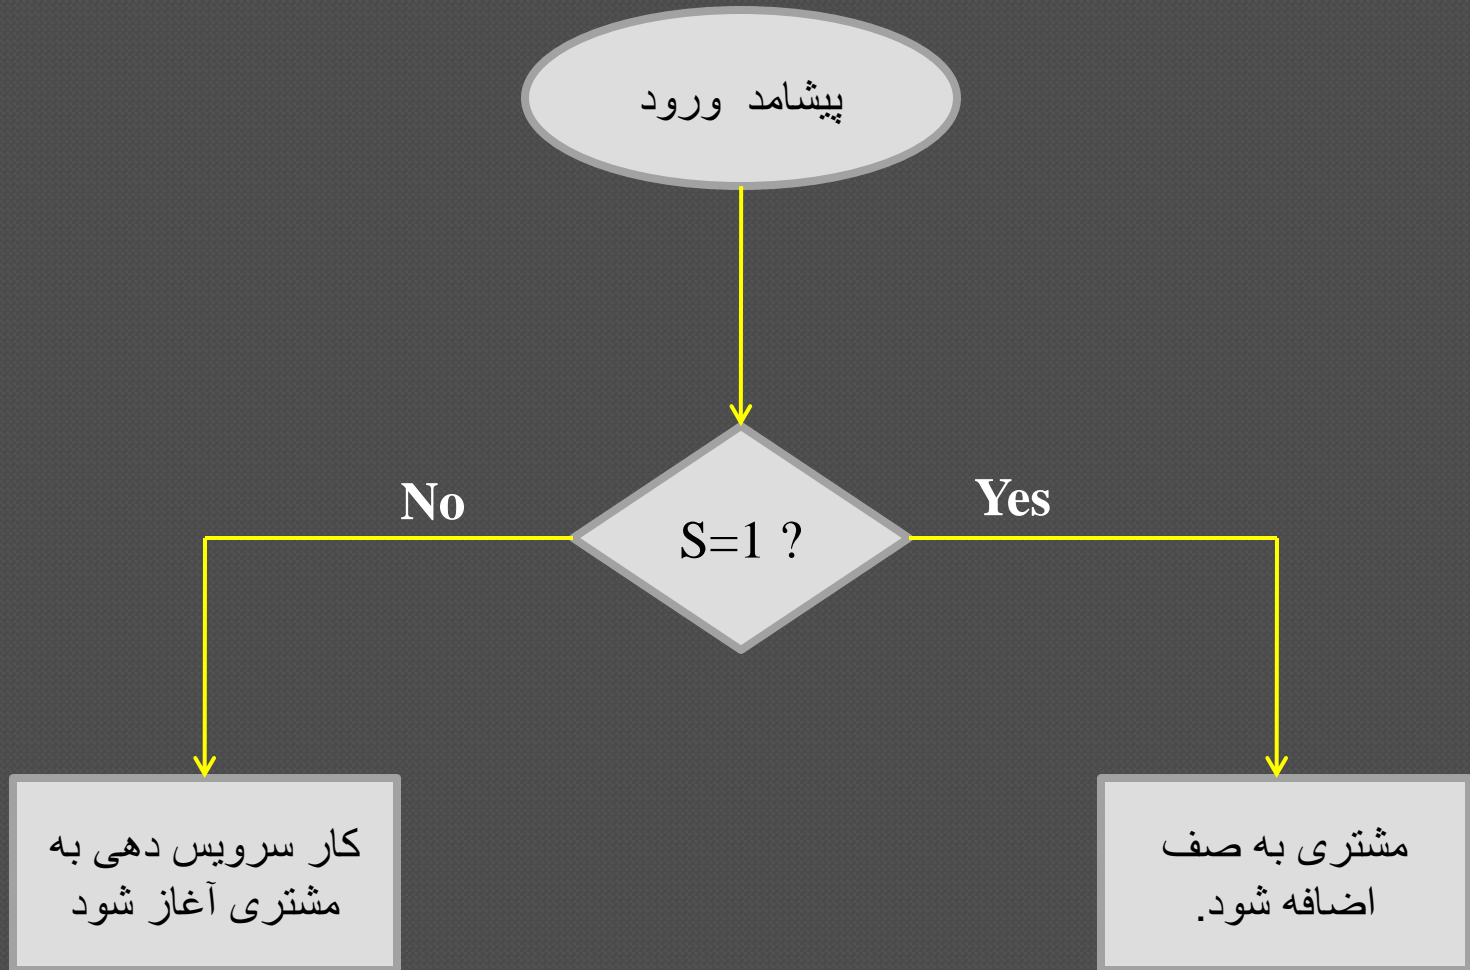 پیشامد ورود
No
Yes
S=1 ?
کار سرویس دهی به
مشتری آغاز شود
مشتری به صف
اضافه شود.